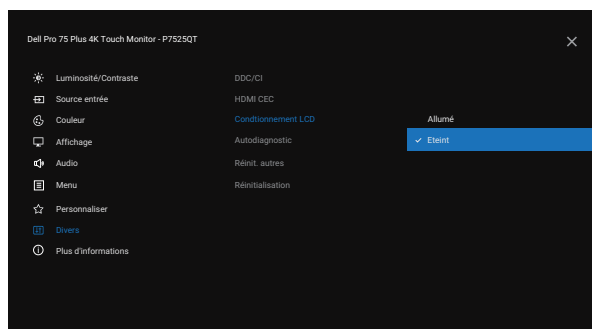 Dell Pro 75 Plus 4K Touch Monitor - P7525QT
Luminosité/Contraste
DDC/CI
Source entrée
HDMI CEC
Couleur
Condtionnement LCD
Allumé
Affichage
Autodiagnostic
Eteint
Audio
Réinit. autres
Menu
Réinitialisation
Personnaliser
Divers
Plus d'informations